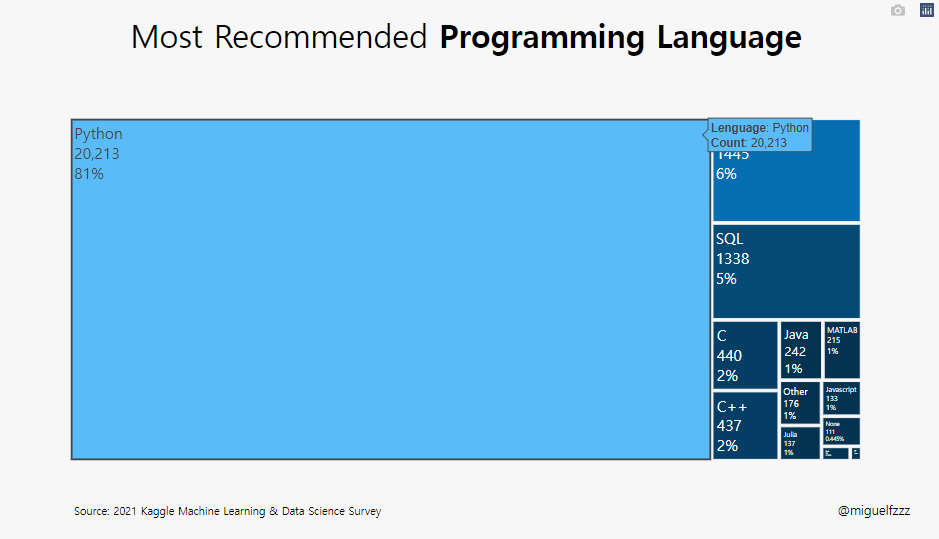 Most Recommended Programming Language
Python
20,213
81%
Lenguage: Python
Count: 20,213
1445
6%
SQL
1338
5%
C
440
2%
C++
437
2%
Java
242
1%
MATLAB
215
1%
Other
176
1%
Javascript
133
1%
Julia
137
1%
None
111
0.445%
Source: 2021 Kaggle Machine Learning & Data Science Survey
@miguelfzzz